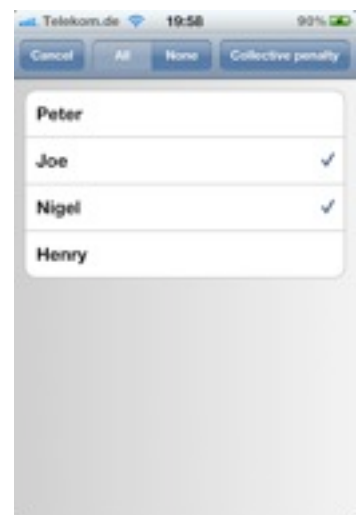 Telekom.de 19:58 90%
Cancel All None Collective penalty
Peter
Joe
Nigel
Henry